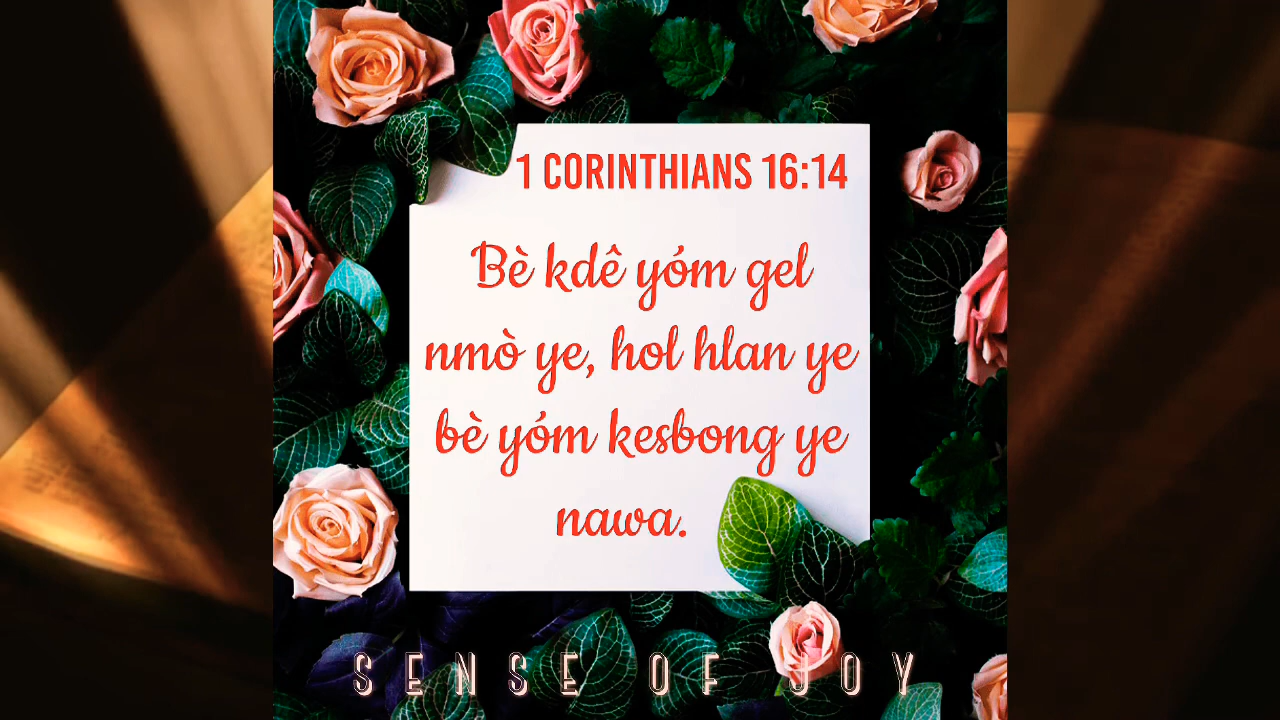 1 CORINTHIANS 16:14
Bè kdê yóm gel
nmò ye, hol hlan ye
bè yóm kesbong ye
nawa.
SENSE OF JOY